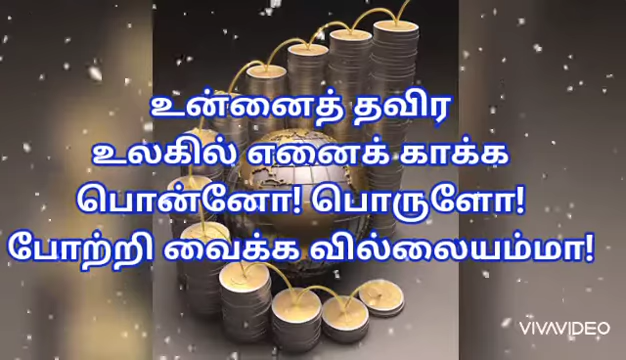 உன்னைத் தவிர
உலகில் எனைக் காக்க
பொன்னோ! பொருளோ!
போற்றி வைக்க வில்லையம்மா!
VIVAVIDEO